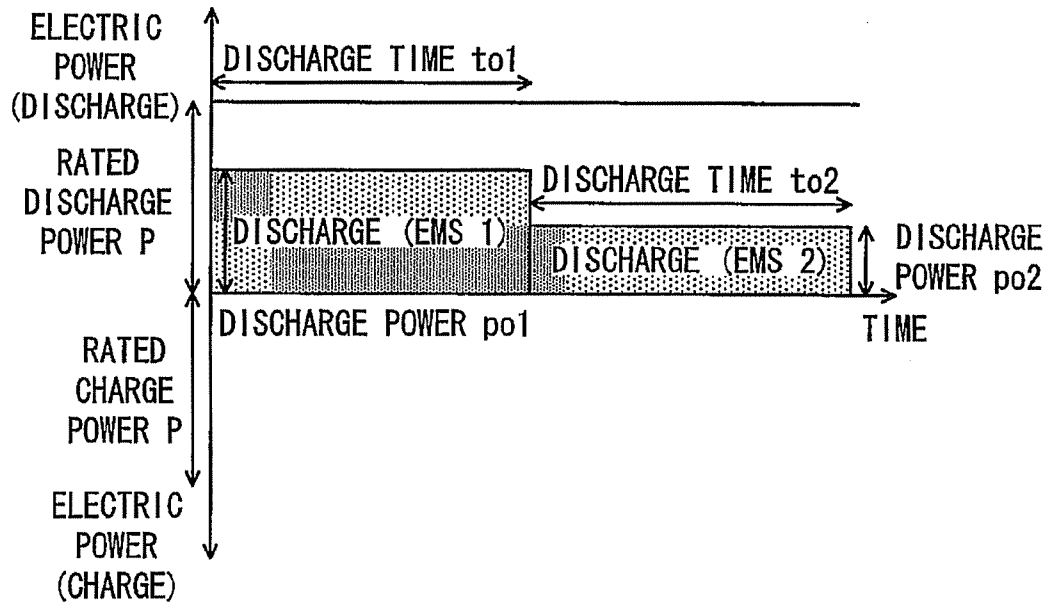 ELECTRIC
POWER
(DISCHARGE)
DISCHARGE TIME to1
RATED
DISCHARGE
POWER P
DISCHARGE TIME to2
DISCHARGE (EMS 1)
DISCHARGE (EMS 2)
DISCHARGE
POWER po2
DISCHARGE POWER po1
TIME
RATED
CHARGE
POWER P
ELECTRIC
POWER
(CHARGE)